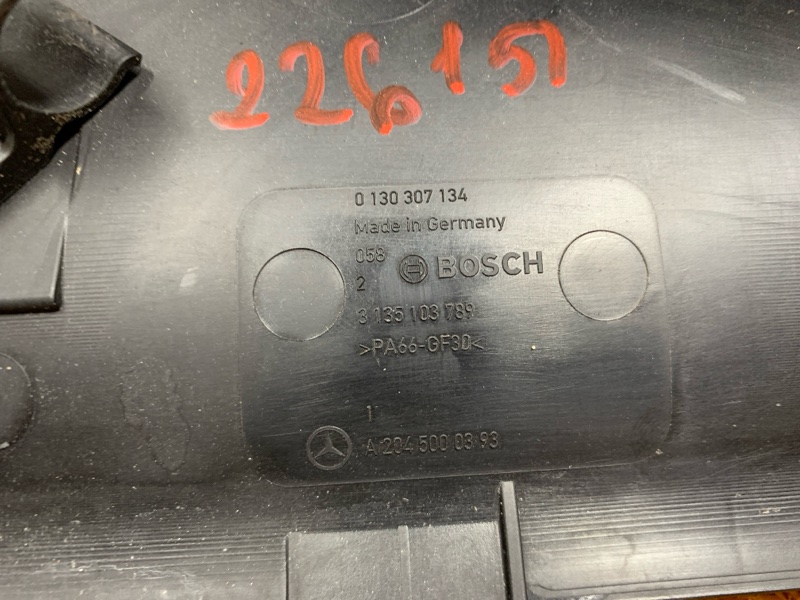 226151
0 130 307 134
Made in Germany
058
BOSCH
2
3 135 103 789
>PA66-GF30<
1
A 204 500 03 93